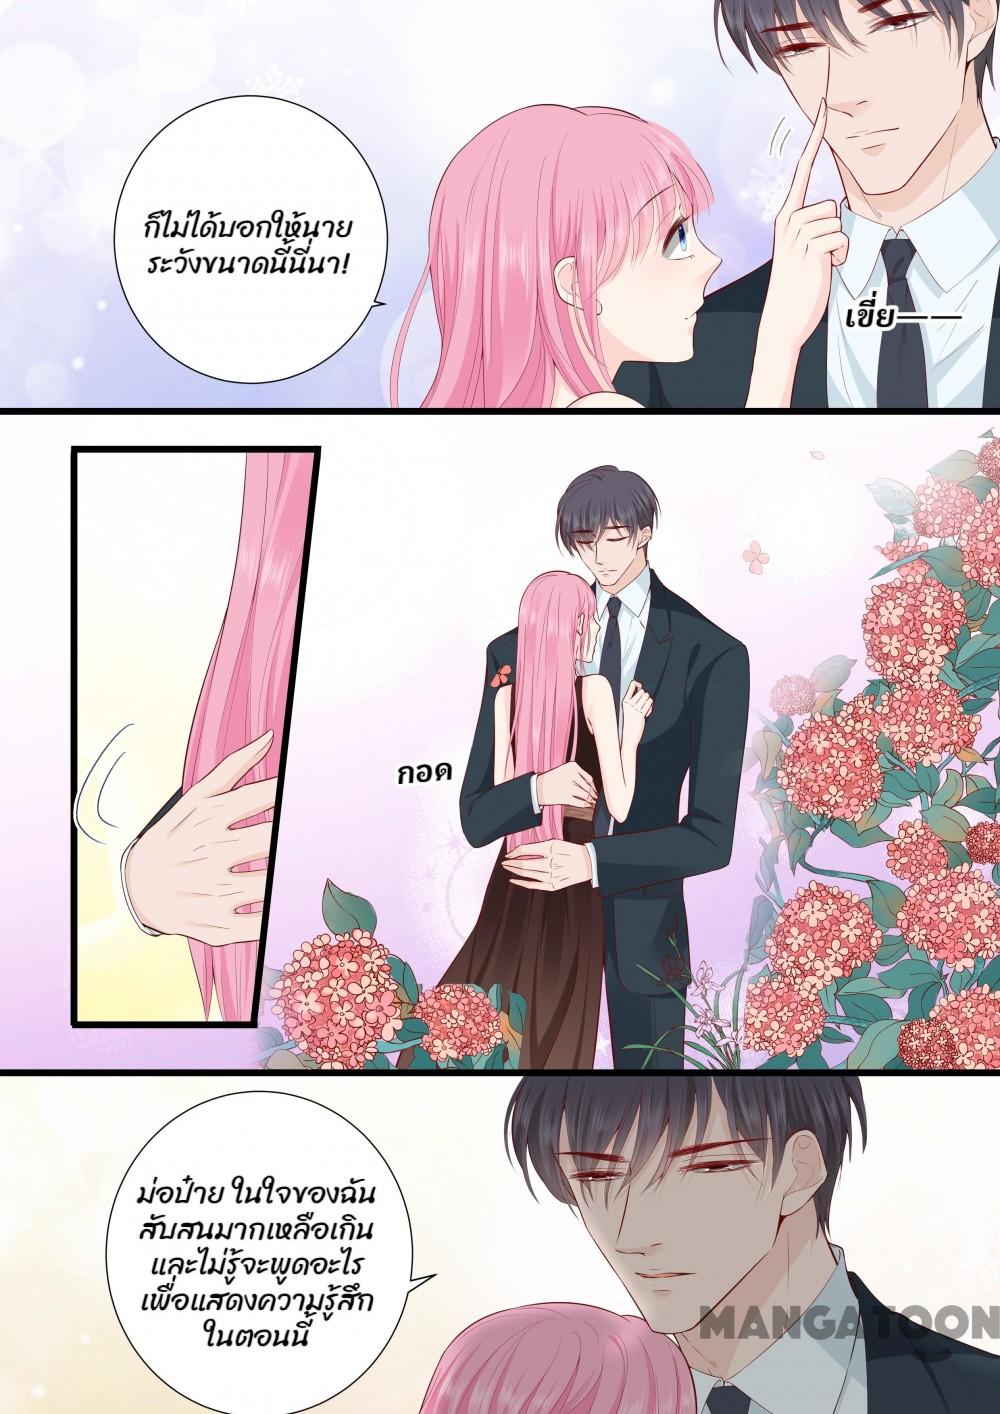 ก็ไม่ได้บอกให้นาย
ระวังขนาดนี้นี่นา!
เขี่ย——
กอด
ม่อป๋าย ในใจของฉัน
สับสนมากเหลือเกิน
และไม่รู้จะพูดอะไร
เพื่อแสดงความรู้สึก
ในตอนนี้
MANGATOON